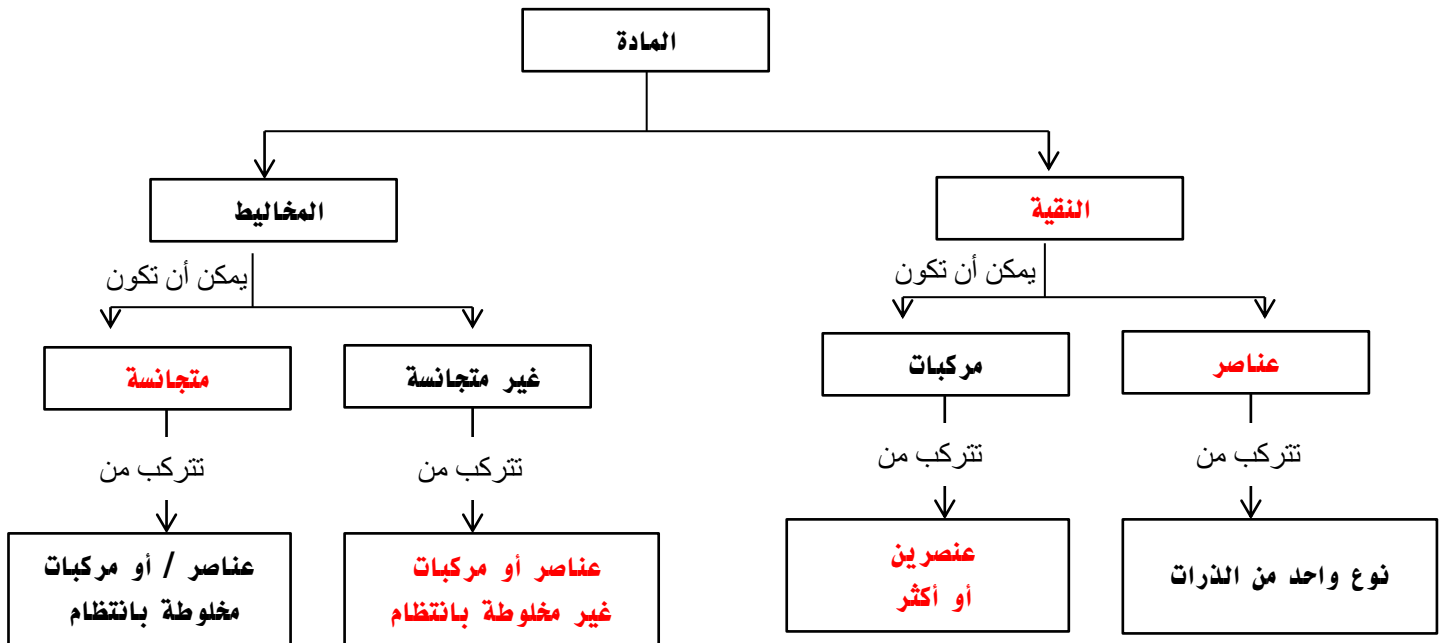 المادة
النقية
المخاليط
يمكن أن تكون
يمكن أن تكون
عناصر
مركبات
غير متجانسة
متجانسة
تتركب من
تتركب من
تتركب من
تتركب من
نوع واحد من الذرات
عنصرين
أو أكثر
عناصر أو مركبات
غير مخلوطة بانتظام
عناصر / أو مركبات
مخلوطة بانتظام